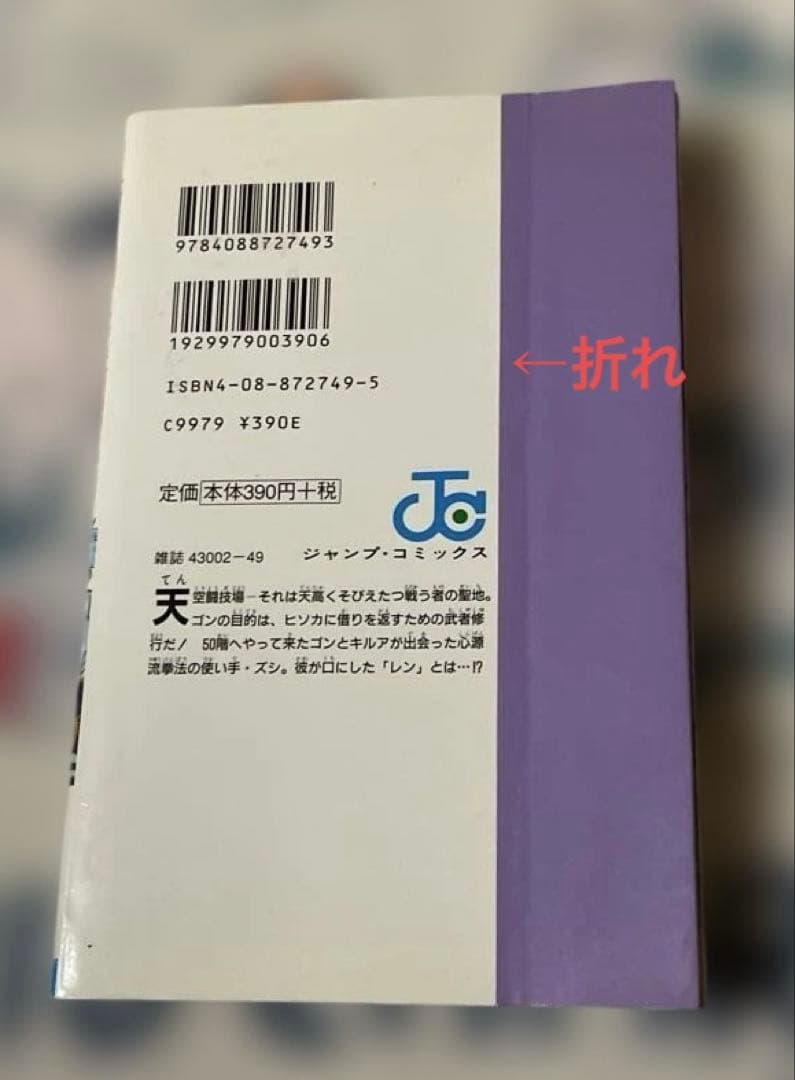 9784088727493
1929979003906
ISBN4-08-872749-5
C9979 ¥390E
←折れ
定価 本体390円+税
JC
雑誌 43002-49 ジャンプ・コミックス
てん
天空闘技場―それは天高くそびえたつ戦う者の聖地。
ゴンの目的は、ヒソカに借りを返すための武者修
行だ! 50階へやって来たゴンとキルアが出会った心源
流拳法の使い手・ズシ。彼が口にした「レン」とは…!?